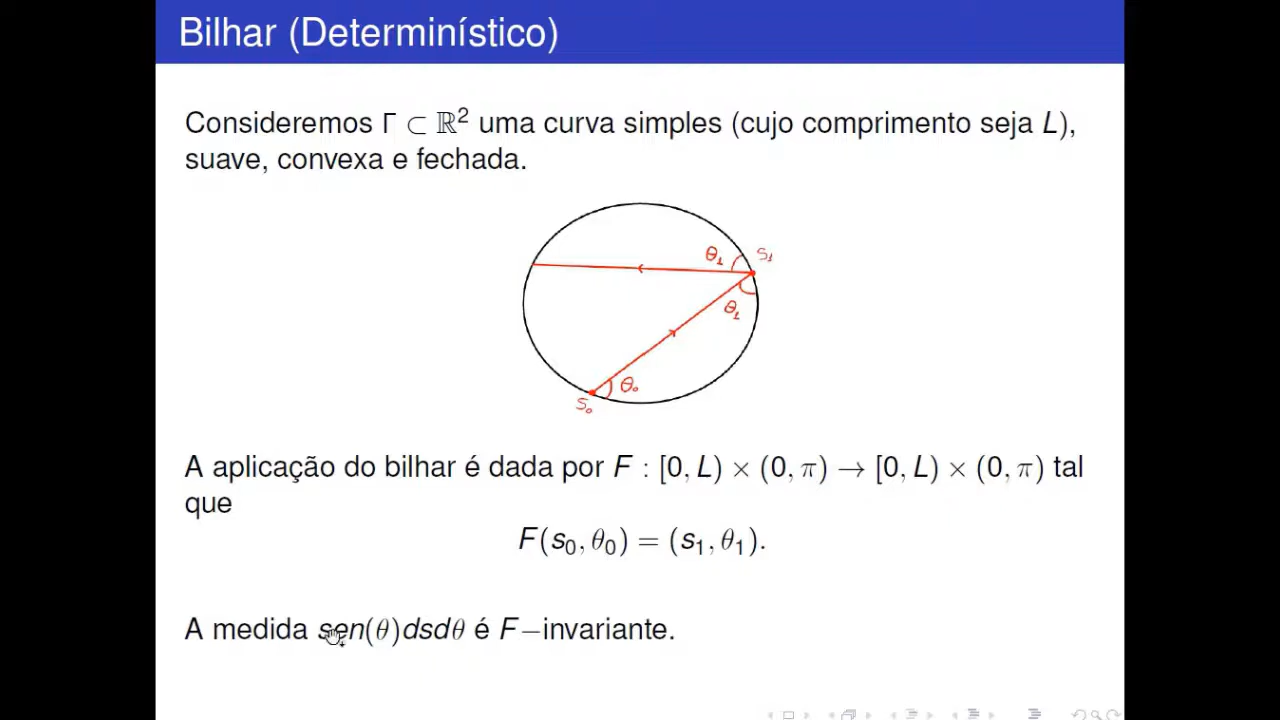 Bilhar (Determinístico)
Consideremos Γ ⊂ ℝ² uma curva simples (cujo comprimento seja L),
suave, convexa e fechada.
θ₁ s₁
θ₁
θ₀
s₀
A aplicação do bilhar é dada por F : [0, L) × (0, π) → [0, L) × (0, π) tal
que
F(s₀, θ₀) = (s₁, θ₁).
A medida sen(θ)dsdθ é F−invariante.